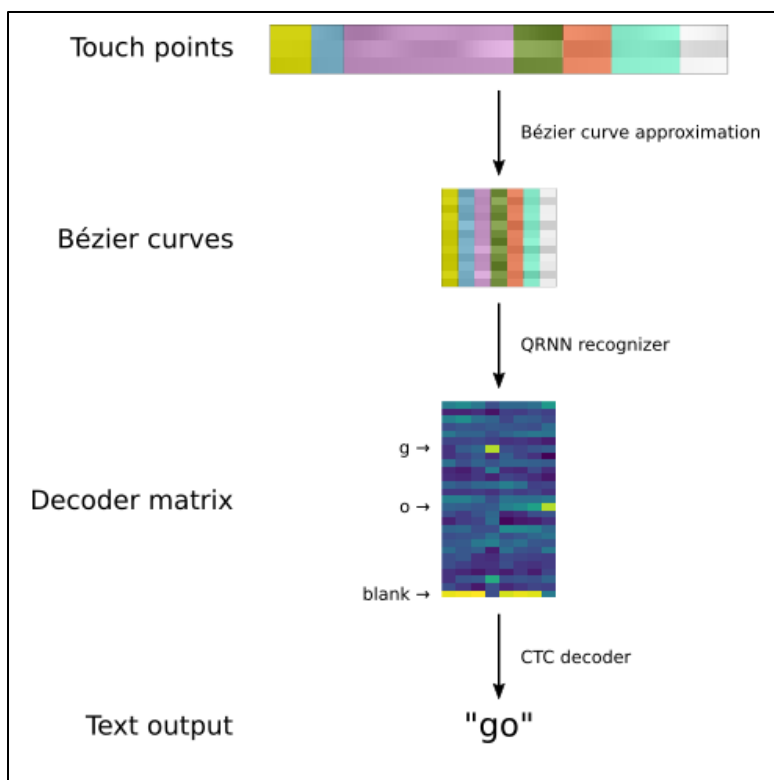 Touch points
Bézier curve approximation
Bézier curves
QRNN recognizer
g →
Decoder matrix
o →
blank →
CTC decoder
Text output
"go"